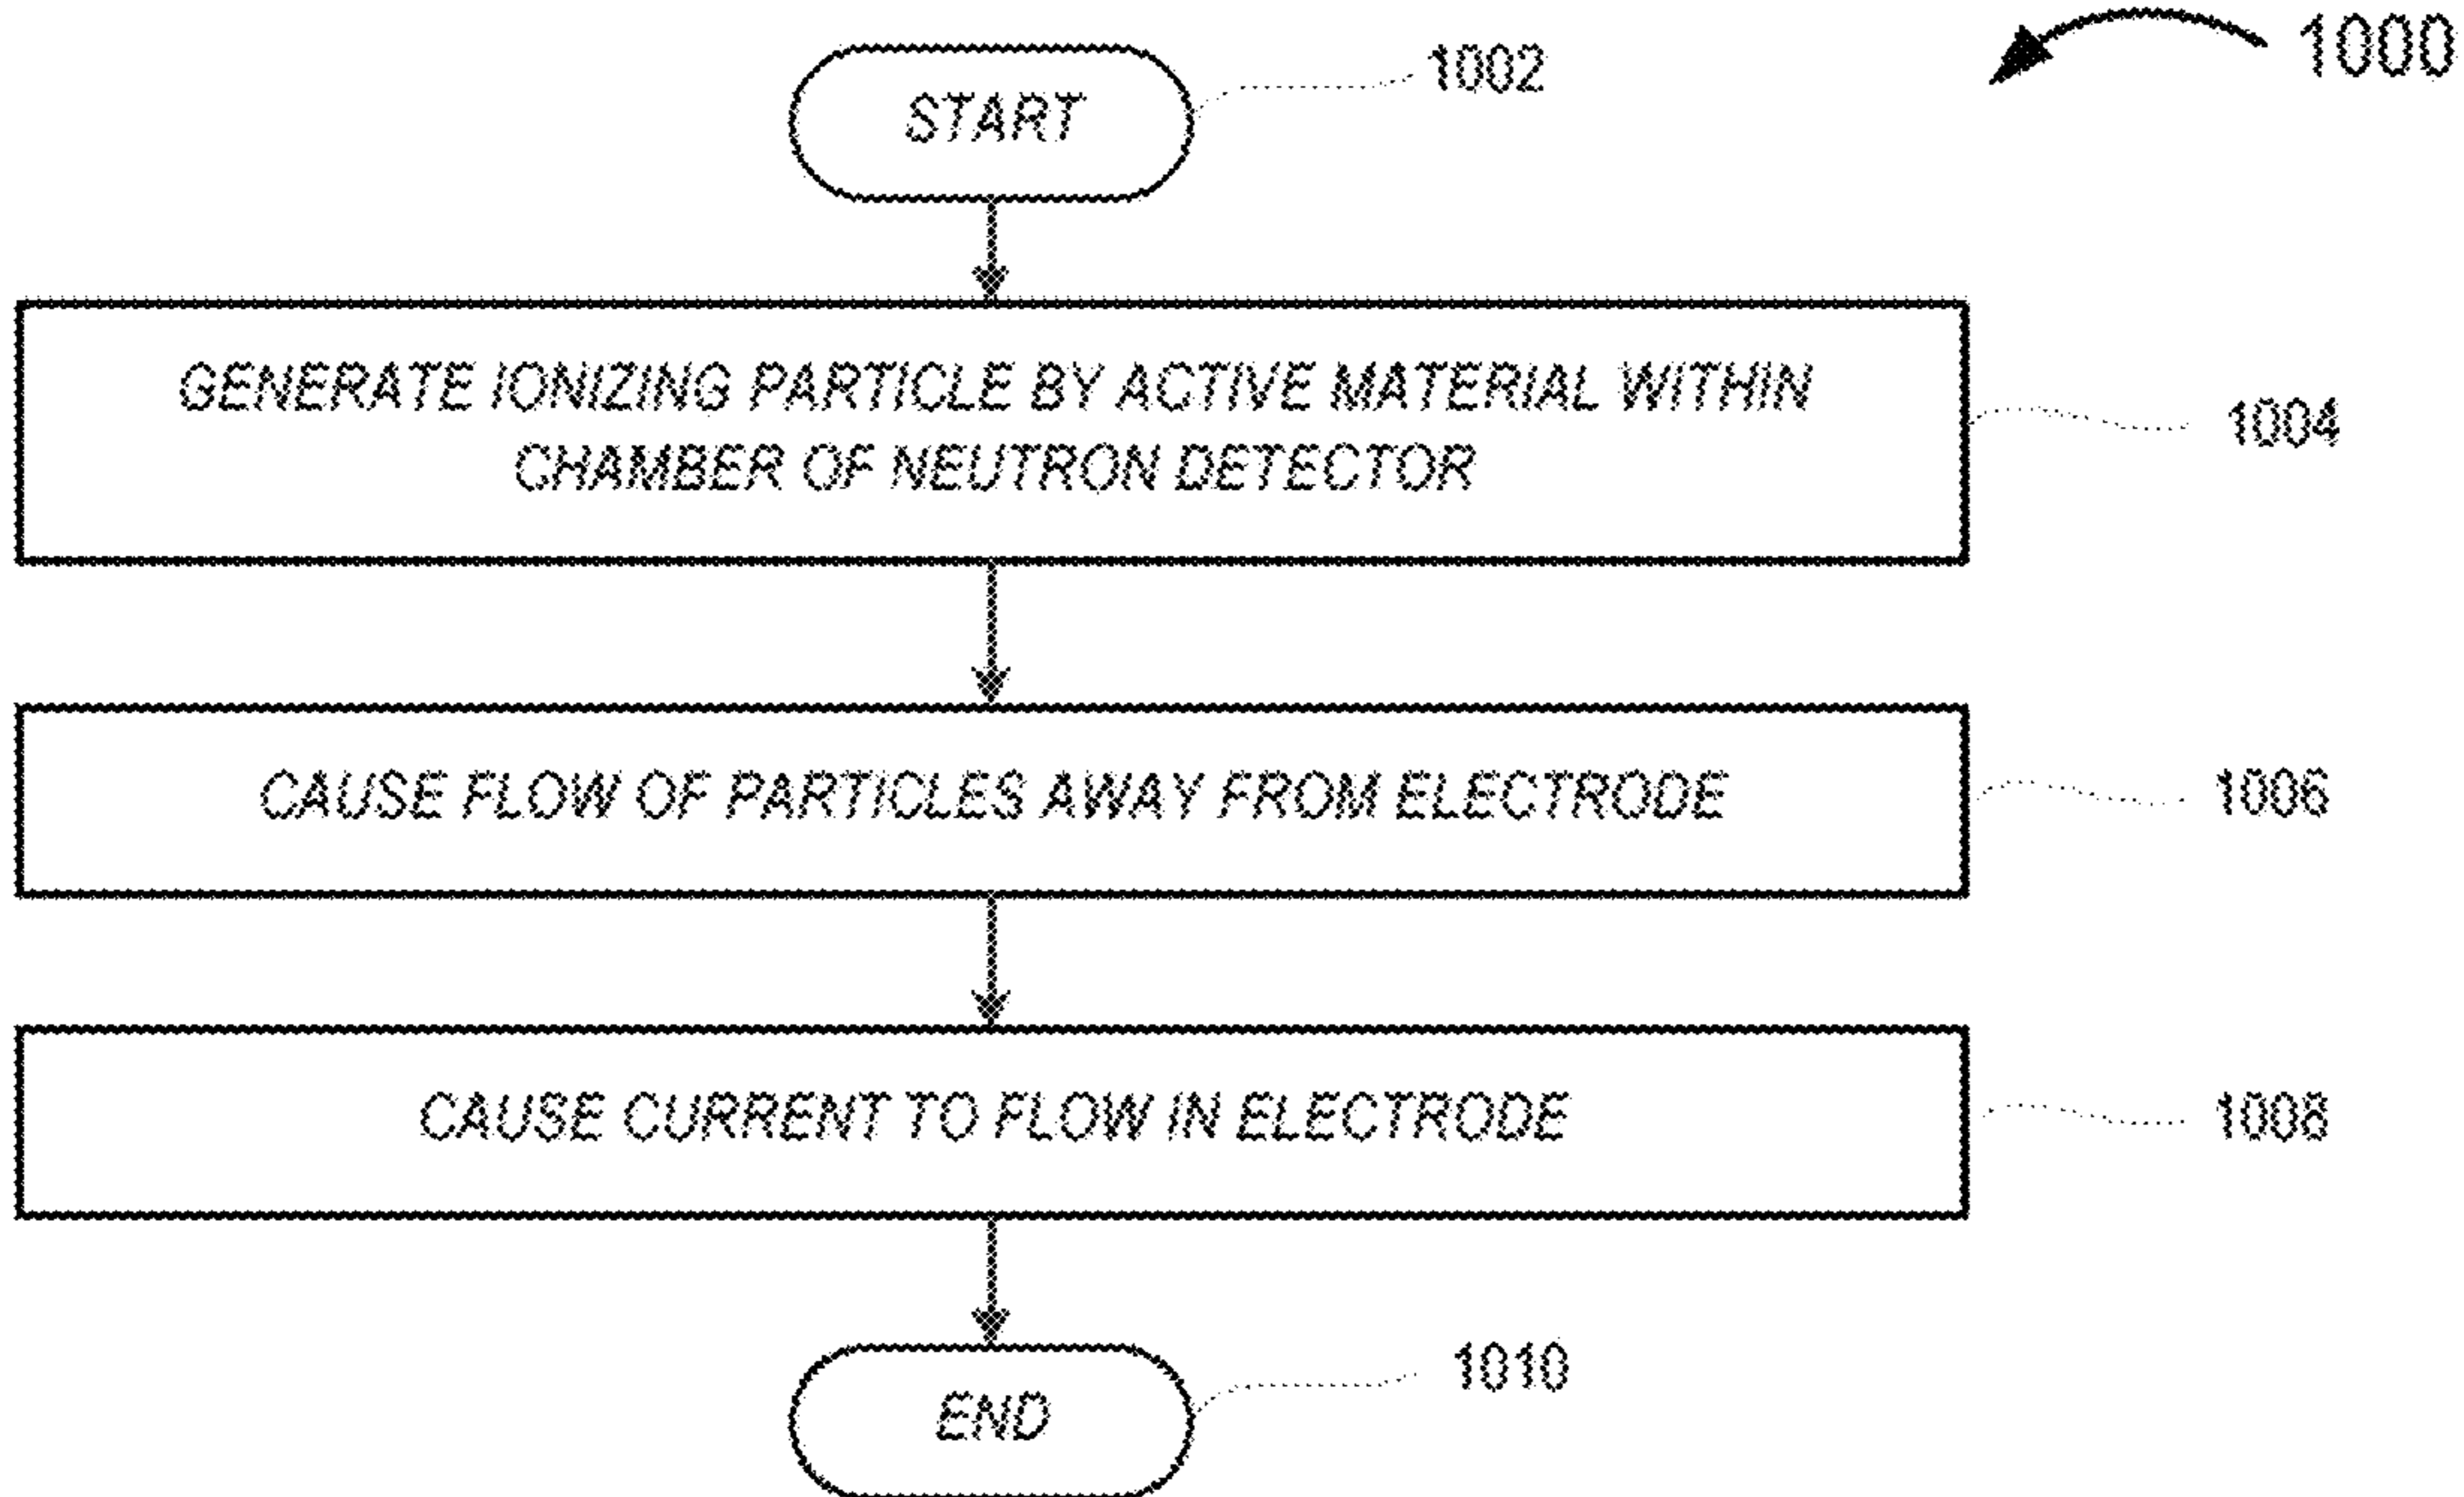 1000
START
1002
GENERATE IONIZING PARTICLE BY ACTIVE MATERIAL WITHIN
CHAMBER OF NEUTRON DETECTOR
1004
CAUSE FLOW OF PARTICLES AWAY FROM ELECTRODE
1006
CAUSE CURRENT TO FLOW IN ELECTRODE
1008
END
1010